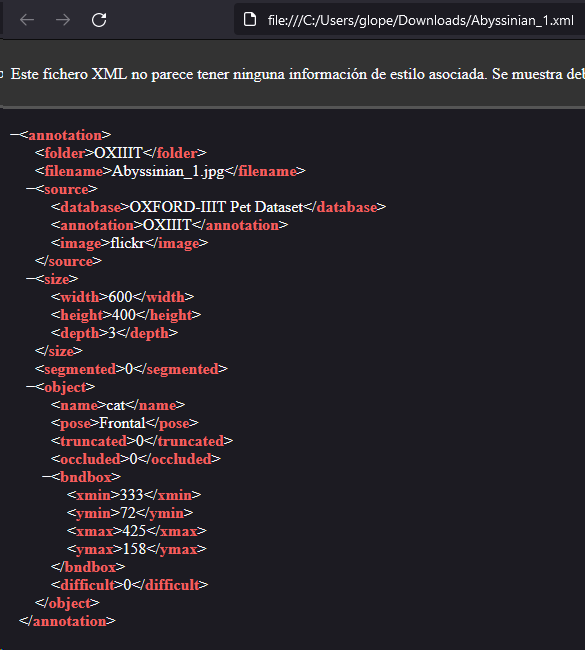 file:///C:/Users/glope/Downloads/Abyssinian_1.xml
Este fichero XML no parece tener ninguna información de estilo asociada. Se muestra
−<annotation>
<folder>OXIIIT</folder>
<filename>Abyssinian_1.jpg</filename>
−<source>
<database>OXFORD-IIIT Pet Dataset</database>
<annotation>OXIIIT</annotation>
<image>flickr</image>
</source>
−<size>
<width>600</width>
<height>400</height>
<depth>3</depth>
</size>
<segmented>0</segmented>
−<object>
<name>cat</name>
<pose>Frontal</pose>
<truncated>0</truncated>
<occluded>0</occluded>
−<bndbox>
<xmin>333</xmin>
<ymin>72</ymin>
<xmax>425</xmax>
<ymax>158</ymax>
</bndbox>
<difficult>0</difficult>
</object>
</annotation>